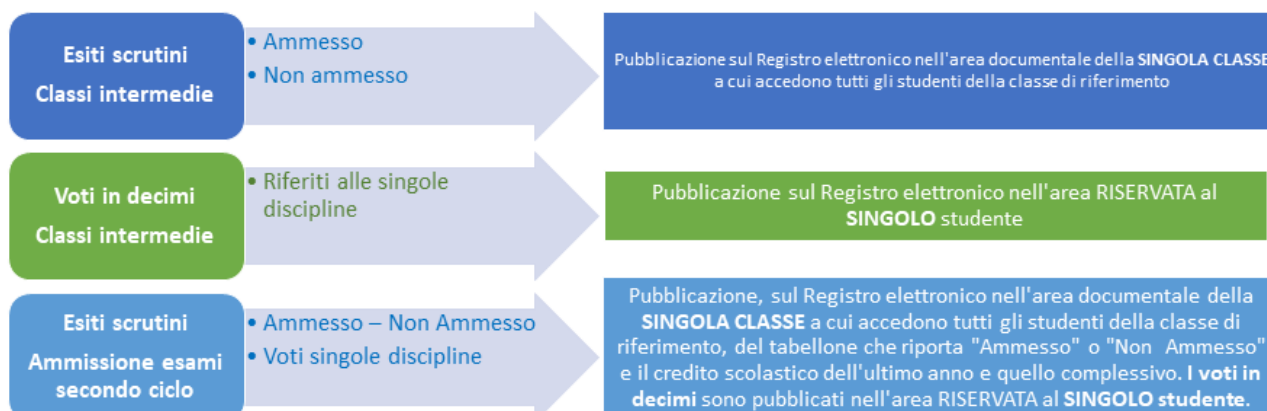 Esiti scrutini
Classi intermedie
• Ammesso
• Non ammesso
Pubblicazione sul Registro elettronico nell'area documentale della SINGOLA CLASSE
a cui accedono tutti gli studenti della classe di riferimento
Voti in decimi
Classi intermedie
• Riferiti alle singole
discipline
Pubblicazione sul Registro elettronico nell'area RISERVATA al
SINGOLO studente
Esiti scrutini
Ammissione esami
secondo ciclo
• Ammesso – Non Ammesso
• Voti singole discipline
Pubblicazione, sul Registro elettronico nell'area documentale della
SINGOLA CLASSE a cui accedono tutti gli studenti della classe di
riferimento, del tabellone che riporta "Ammesso" o "Non Ammesso"
e il credito scolastico dell'ultimo anno e quello complessivo. I voti in
decimi sono pubblicati nell'area RISERVATA al SINGOLO studente.